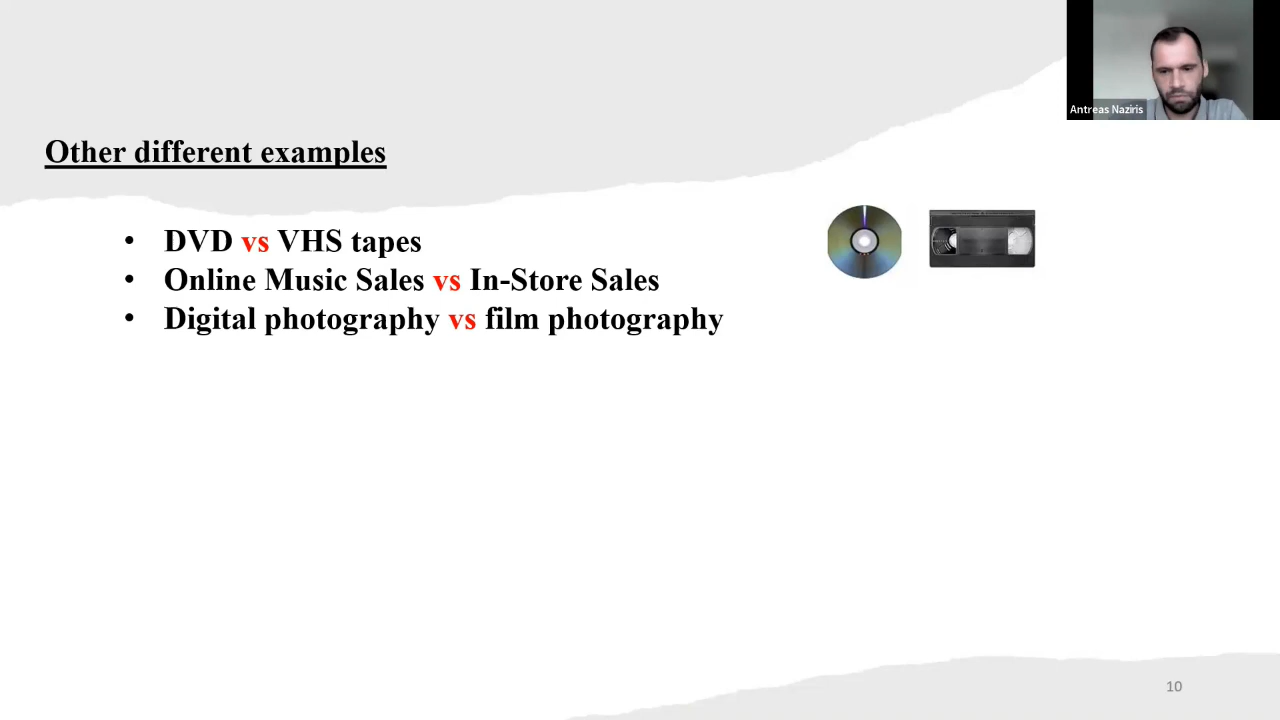 Antreas Naziris
Other different examples
• DVD vs VHS tapes
• Online Music Sales vs In-Store Sales
• Digital photography vs film photography
10